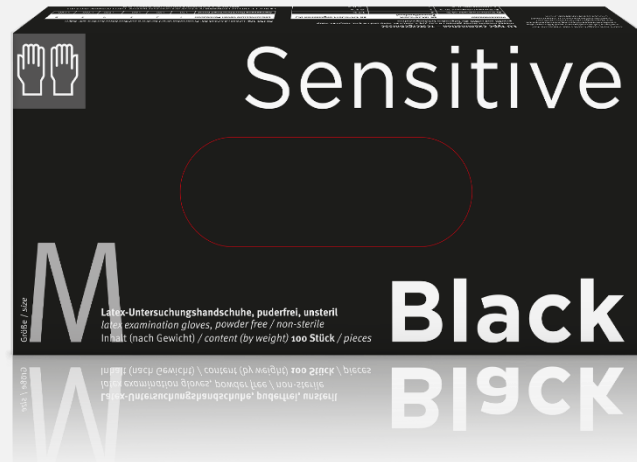 Sensitive
Größe / size
M
Latex-Untersuchungshandschuhe, puderfrei, unsteril
latex examination gloves, powder free / non-sterile
Inhalt (nach Gewicht) / content (by weight) 100 Stück / pieces
Black